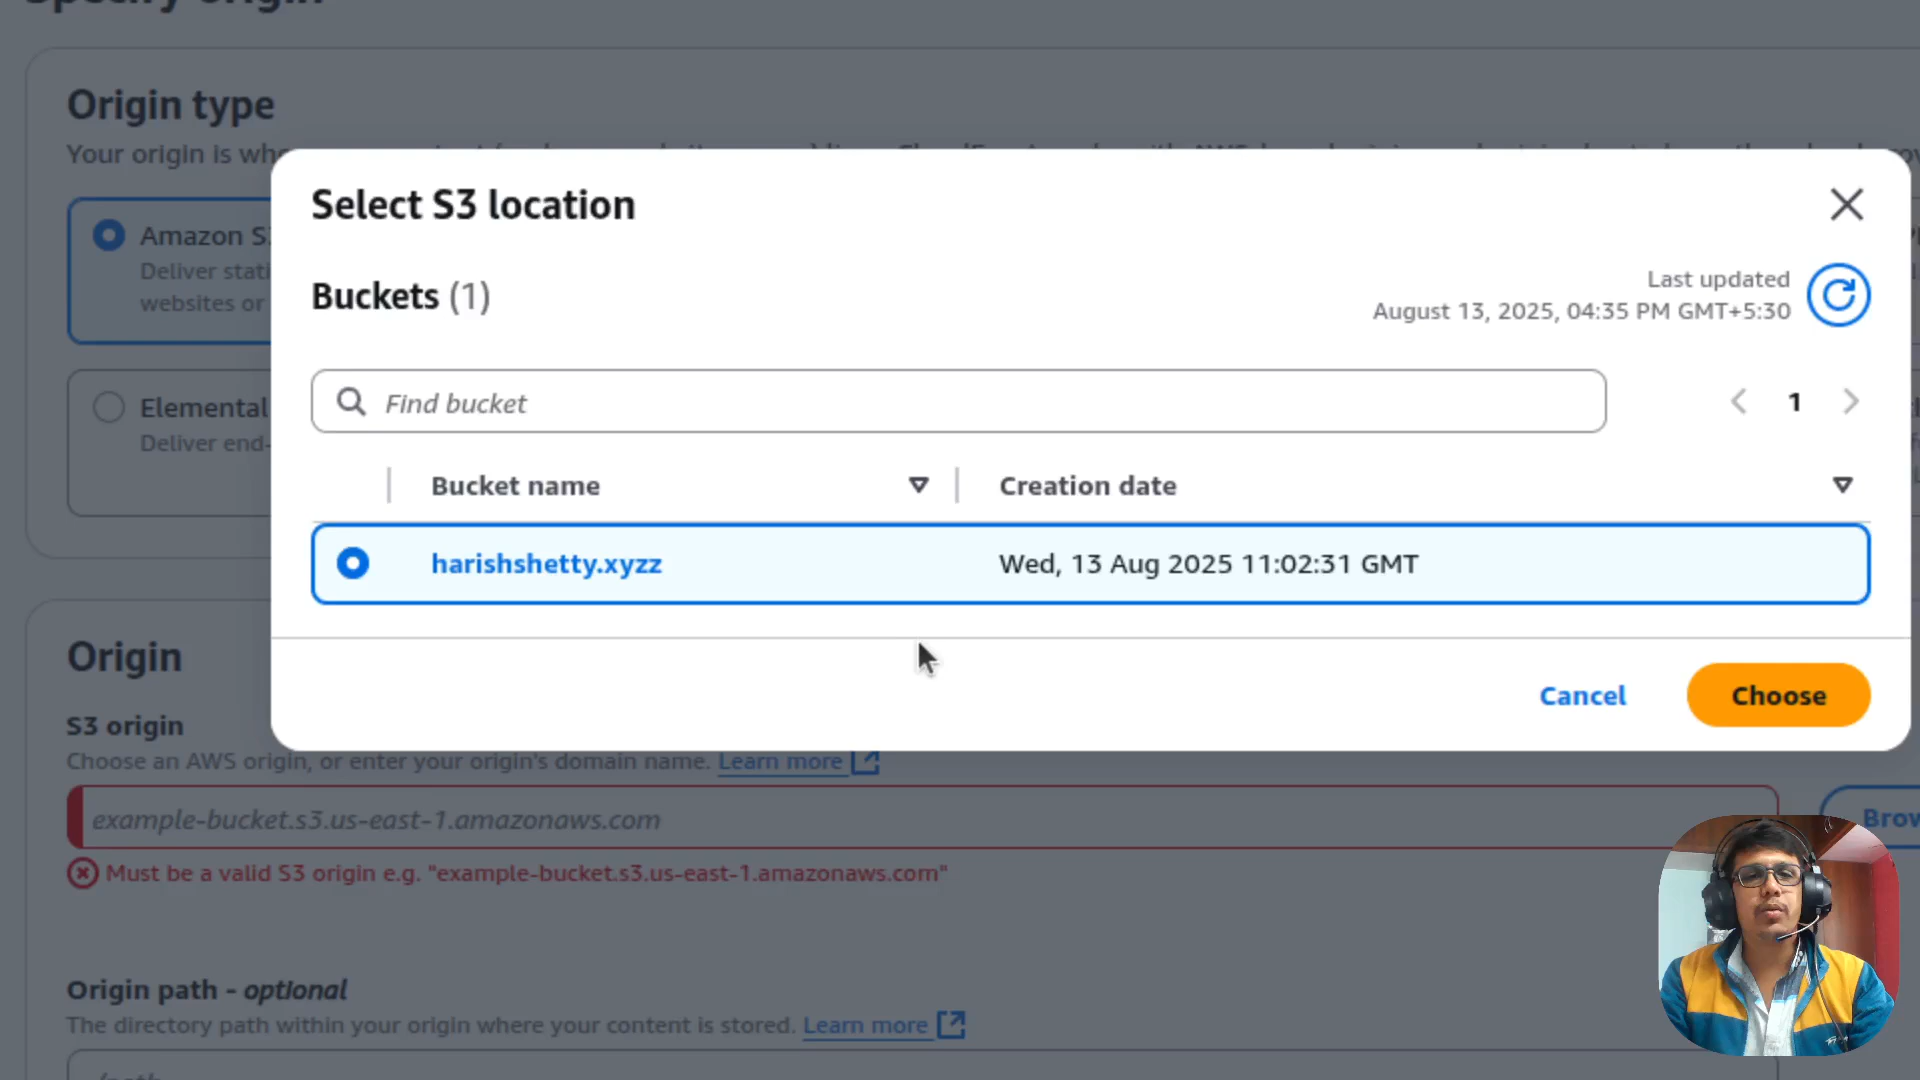 Specify origin
Origin type
Your origin is
Amazon
Deliver
websites or
Elemental
Deliver
Select S3 location
Buckets (1)
Last updated
August 13, 2025, 04:35 PM GMT+5:30
Find bucket
1
Bucket name
Creation date
harishshetty.xyzz
Wed, 13 Aug 2025 11:02:31 GMT
Cancel
Choose
Origin
S3 origin
Choose an AWS origin, or enter your origin's domain name. Learn more
example-bucket.s3.us-east-1.amazonaws.com
Must be a valid S3 origin e.g. "example-bucket.s3.us-east-1.amazonaws.com"
Origin path - optional
The directory path within your origin where your content is stored. Learn more